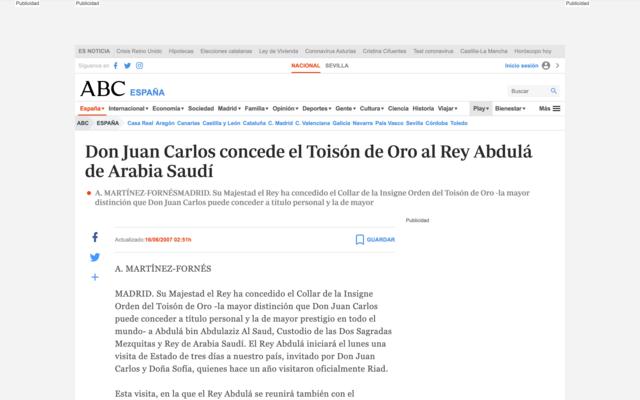 Publicidad
Publicidad
Publicidad
ES NOTICIA Crisis Reino Unido Hipotecas Elecciones catalanas Ley de Vivienda Coronavirus Asturias Cristina Cifuentes Test coronavirus Castilla-La Mancha Horóscopo hoy
Síguenos en
NACIONAL SEVILLA
Inicio sesión
ABC ESPAÑA
Buscar
España Internacional Economía Sociedad Madrid Familia Opinión Deportes Gente Cultura Ciencia Historia Viajar Play Bienestar Más
ABC ESPAÑA Casa Real Aragón Canarias Castilla y León Cataluña C. Madrid C. Valenciana Galicia Navarra País Vasco Sevilla Córdoba Toledo
Don Juan Carlos concede el Toisón de Oro al Rey Abdulá
de Arabia Saudí
A. MARTÍNEZ-FORNÉSMADRID. Su Majestad el Rey ha concedido el Collar de la Insigne Orden del Toisón de Oro -la mayor
distinción que Don Juan Carlos puede conceder a título personal y la de mayor
Publicidad
Actualizado:16/06/2007 02:51h
GUARDAR
A. MARTÍNEZ-FORNÉS
MADRID. Su Majestad el Rey ha concedido el Collar de la Insigne
Orden del Toisón de Oro -la mayor distinción que Don Juan Carlos
puede conceder a título personal y la de mayor prestigio en todo el
mundo- a Abdulá bin Abdulaziz Al Saud, Custodio de las Dos Sagradas
Mezquitas y Rey de Arabia Saudí. El Rey Abdulá iniciará el lunes una
visita de Estado de tres días a nuestro país, invitado por Don Juan
Carlos y Doña Sofía, quienes hace un año visitaron oficialmente Riad.
Esta visita, en la que el Rey Abdulá se reunirá también con el